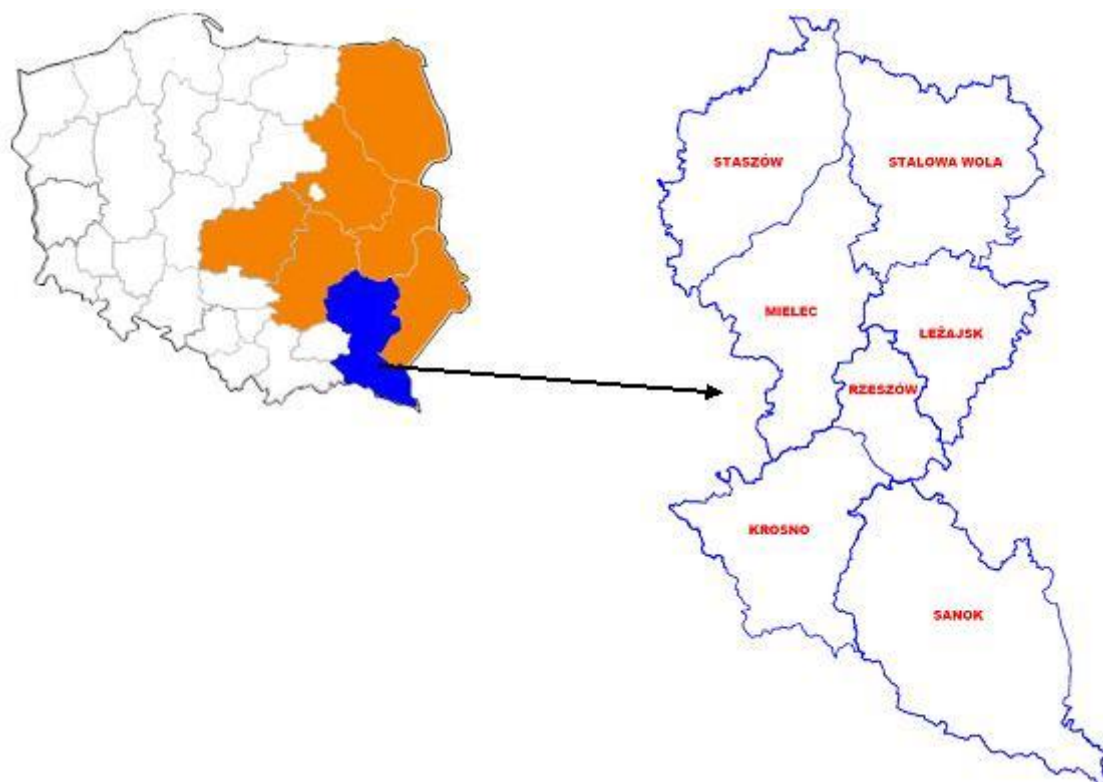 STASZÓW
STALOWA WOLA
MIELEC
LEŻAJSK
RZESZÓW
KROSNO
SANOK